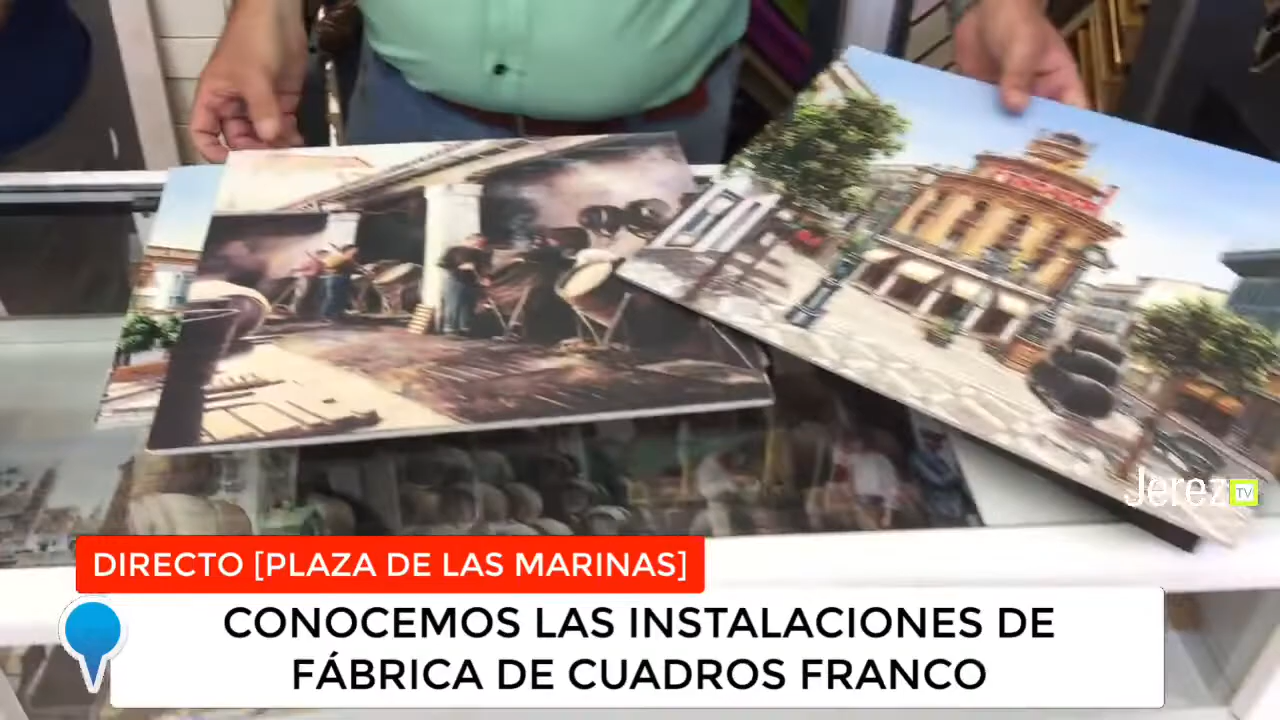 Jerez TV
DIRECTO [PLAZA DE LAS MARINAS]
CONOCEMOS LAS INSTALACIONES DE
FÁBRICA DE CUADROS FRANCO